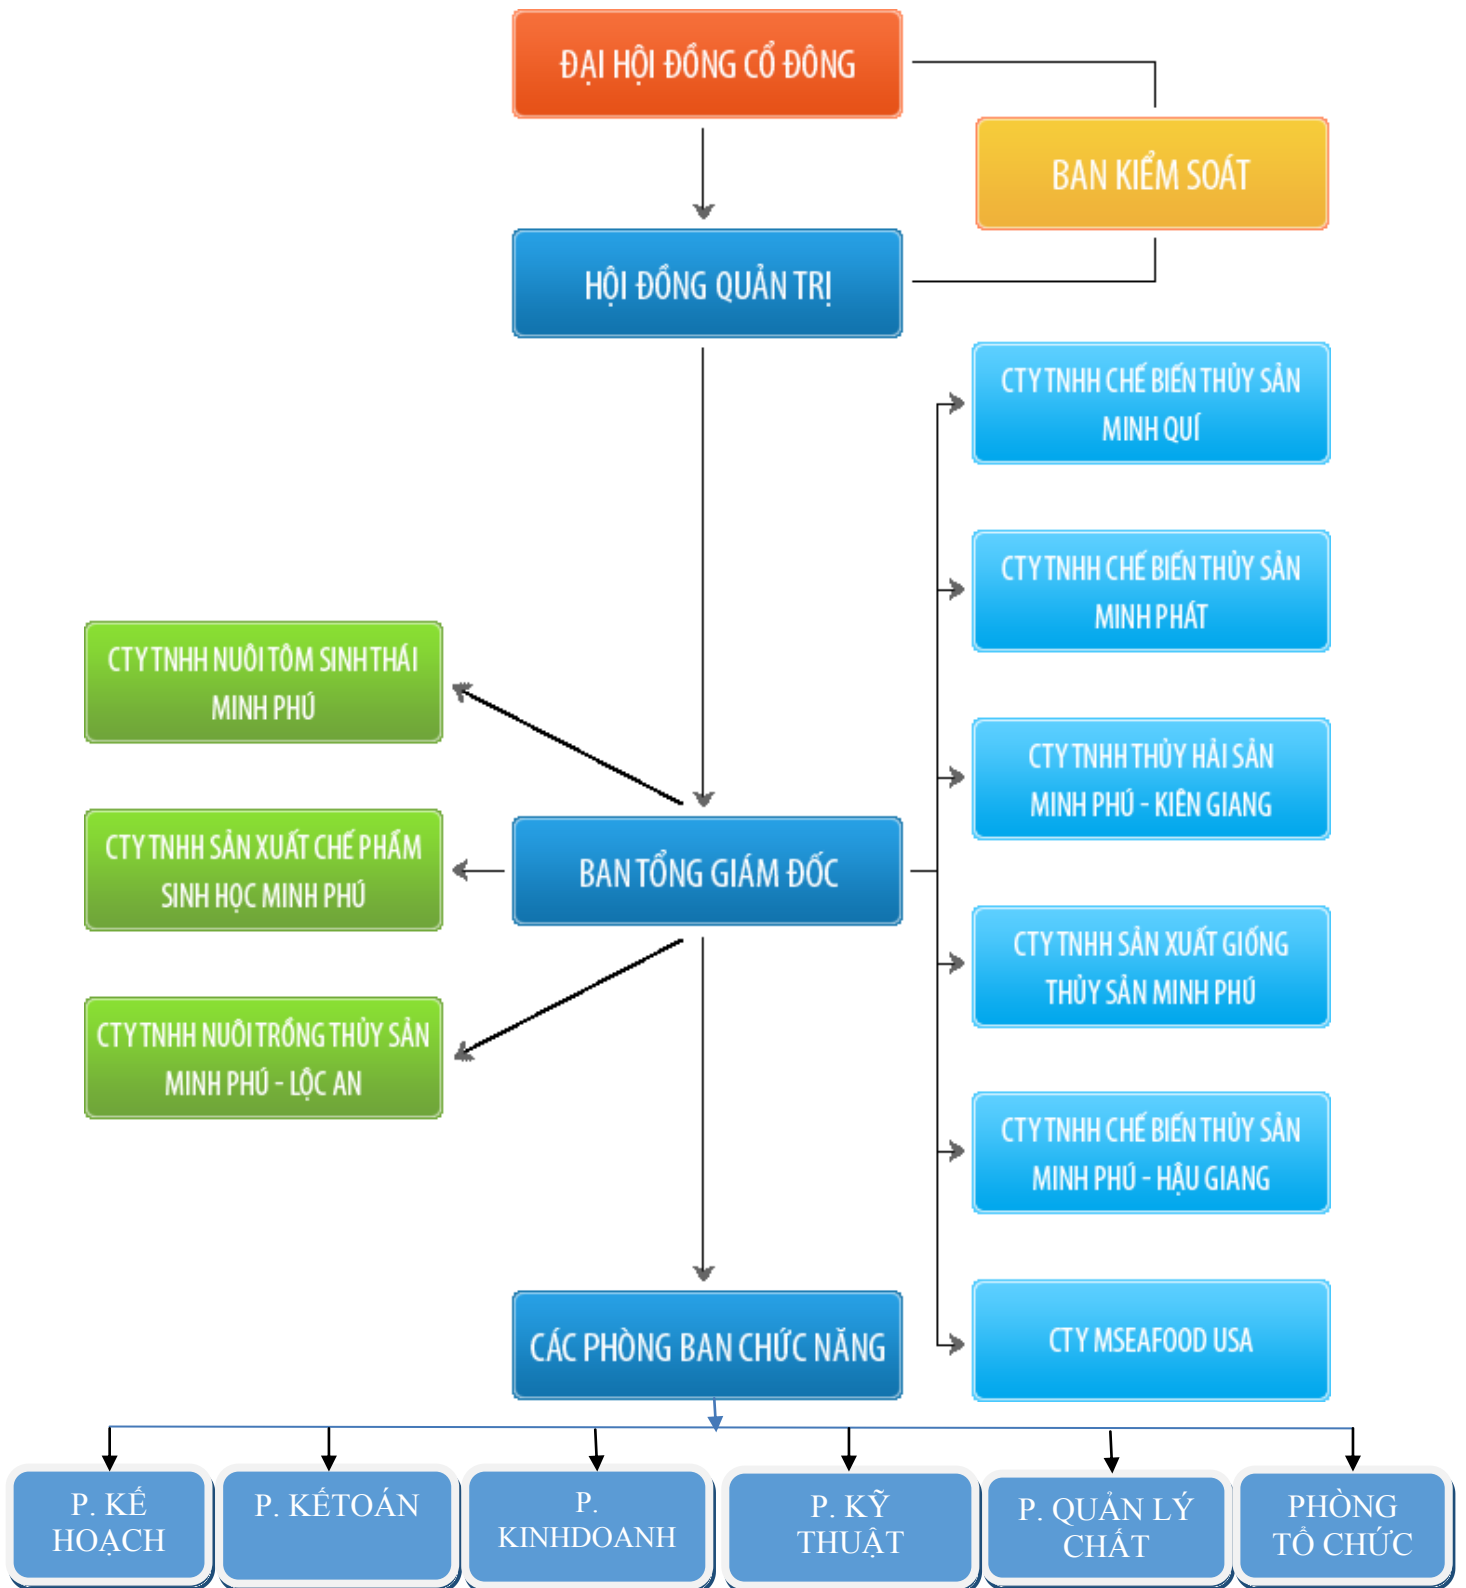 ĐẠI HỘI ĐỒNG CỔ ĐÔNG
BAN KIỂM SOÁT
HỘI ĐỒNG QUẢN TRỊ
CTY TNHH CHẾ BIẾN THỦY SẢN
MINH QUÍ
CTY TNHH CHẾ BIẾN THỦY SẢN
MINH PHÁT
CTY TNHH NUÔI TÔM SINH THÁI
MINH PHÚ
CTY TNHH THỦY HẢI SẢN
MINH PHÚ - KIÊN GIANG
CTY TNHH SẢN XUẤT CHẾ PHẨM
SINH HỌC MINH PHÚ
BAN TỔNG GIÁM ĐỐC
CTY TNHH SẢN XUẤT GIỐNG
THỦY SẢN MINH PHÚ
CTY TNHH NUÔI TRỒNG THỦY SẢN
MINH PHÚ - LỘC AN
CTY TNHH CHẾ BIẾN THỦY SẢN
MINH PHÚ - HẬU GIANG
CÁC PHÒNG BAN CHỨC NĂNG
CTY MSEAFOOD USA
P. KẾ
HOẠCH
P. KẾTOÁN
P.
KINHDOANH
P. KỸ
THUẬT
P. QUẢN LÝ
CHẤT
PHÒNG
TỔ CHỨC